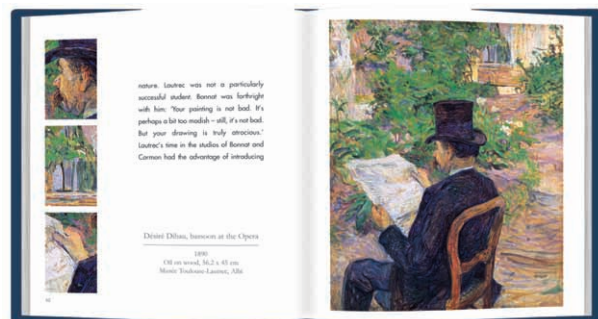 nature. Lautrec was not a particularly
successful student. Bonnat was forthright
with him: 'Your painting is not bad. It's
perhaps a bit too modish – still, it's not bad.
But your drawing is truly atrocious.'
Lautrec's time in the studios of Bonnat and
Cormon had the advantage of introducing
Désiré Dihau, bassoon at the Opera
1890
Oil on wood, 56.2 x 45 cm
Musée Toulouse-Lautrec, Albi